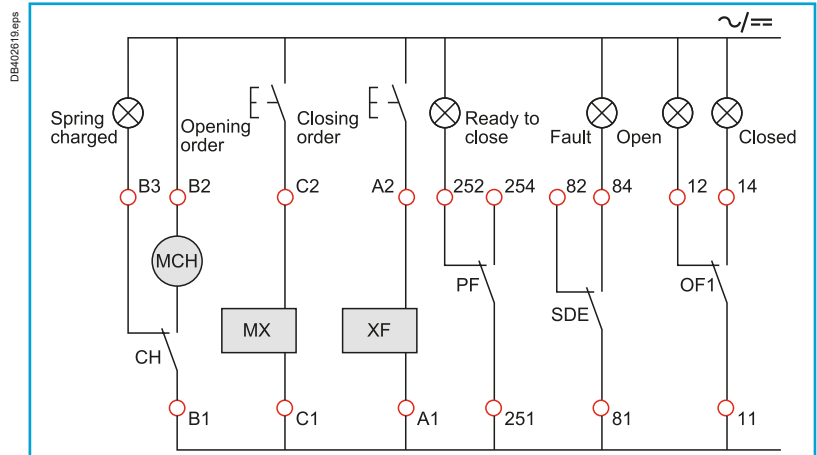 DB402619.eps
∼/⎓
Spring
charged
Opening
order
Closing
order
Ready to
close
Fault
Open
Closed
B3
B2
C2
A2
252
254
82
84
12
14
MCH
PF
OF1
SDE
MX
XF
CH
B1
C1
A1
251
81
11